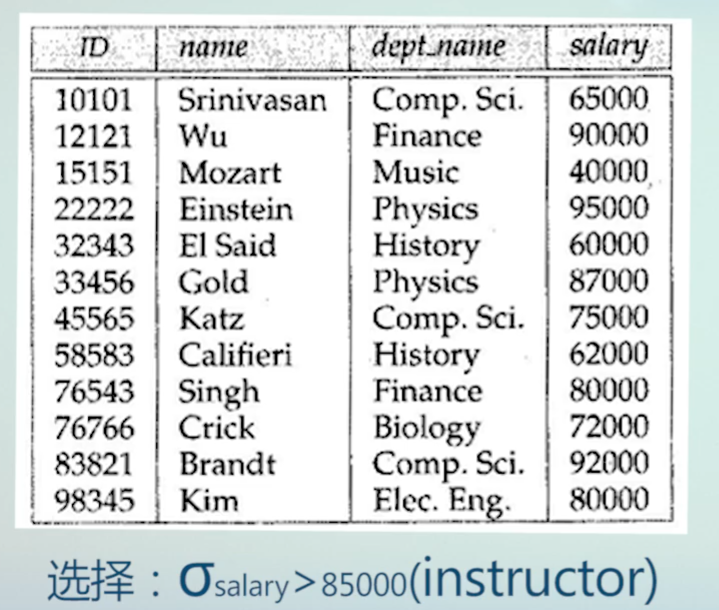 ID name dept_name salary
10101 Srinivasan Comp. Sci. 65000
12121 Wu Finance 90000
15151 Mozart Music 40000
22222 Einstein Physics 95000
32343 El Said History 60000
33456 Gold Physics 87000
45565 Katz Comp. Sci. 75000
58583 Califieri History 62000
76543 Singh Finance 80000
76766 Crick Biology 72000
83821 Brandt Comp. Sci. 92000
98345 Kim Elec. Eng. 80000
选择：σsalary>85000(instructor)